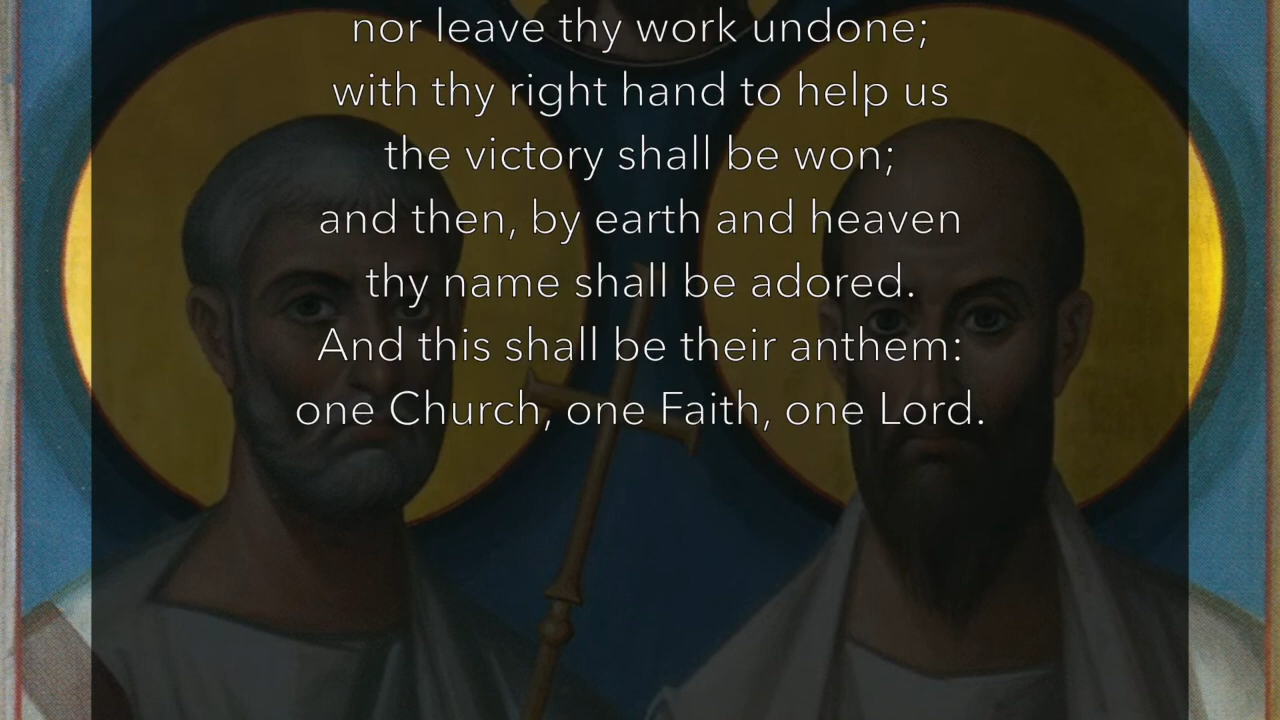 nor leave thy work undone;
with thy right hand to help us
the victory shall be won;
and then, by earth and heaven
thy name shall be adored.
And this shall be their anthem:
one Church, one Faith, one Lord.